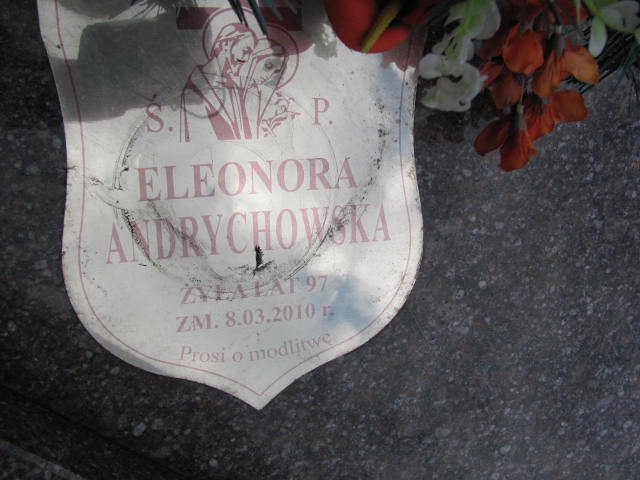 Ś. P.
ELEONORA
ANDRYCHOWSKA
ŻYŁA LAT 97
ZM. 8.03.2010 r.
Prosi o modlitwę